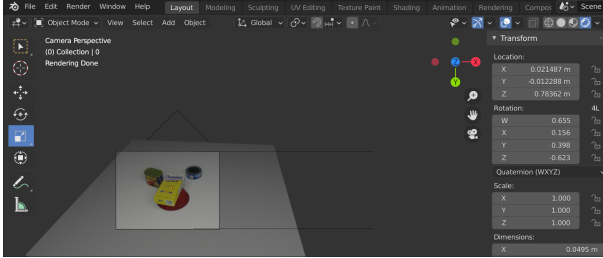 File Edit Render Window Help Layout Modeling Sculpting UV Editing Texture Paint Shading Animation Rendering Compos Scene
Object Mode View Select Add Object Global
Camera Perspective
(0) Collection | 0
Rendering Done
Z X
Y
Transform
Location:
X 0.021487 m
Y -0.012288 m
Z 0.78362 m
Rotation: 4L
W 0.655
X 0.156
Y 0.398
Z -0.623
Quaternion (WXYZ)
Scale:
X 1.000
Y 1.000
Z 1.000
Dimensions:
X 0.0495 m